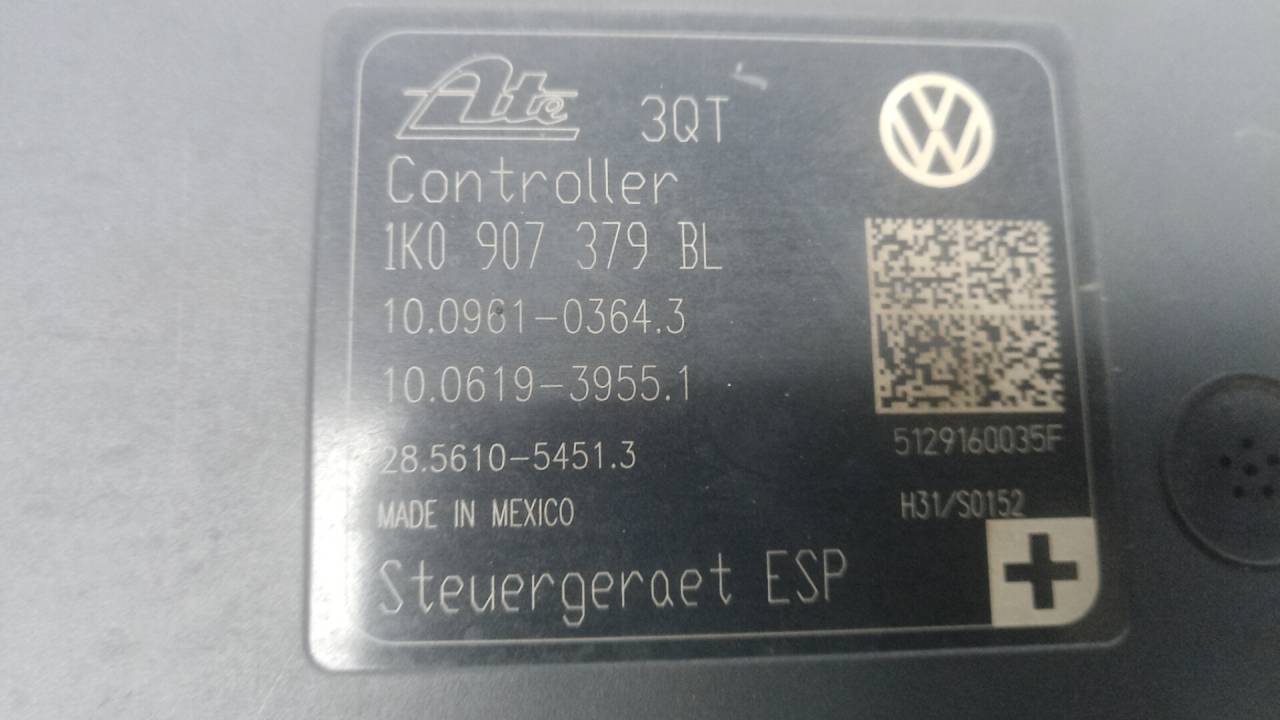 Ate 3QT
Controller
1K0 907 379 BL
10.0961-0364.3
10.0619-3955.1
28.5610-5451.3
MADE IN MEXICO
Steuergeraet ESP
VW
5129160035F
H31/S0152